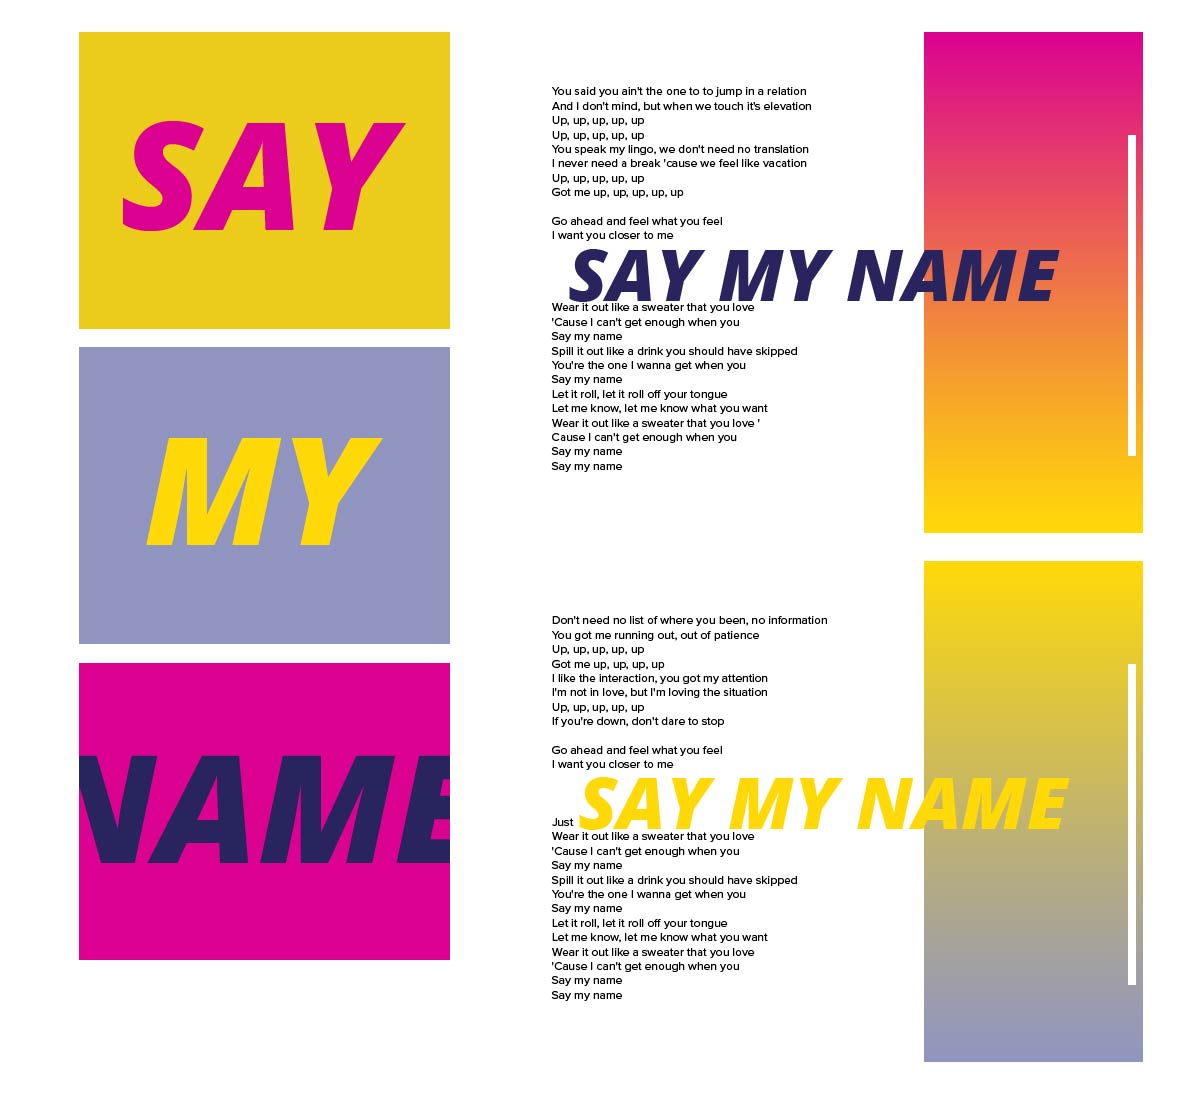 SAY
MY
NAME
You said you ain't the one to to jump in a relation
And I don't mind, but when we touch it's elevation
Up, up, up, up, up
Up, up, up, up, up
You speak my lingo, we don't need no translation
I never need a break 'cause we feel like vacation
Up, up, up, up, up
Got me up, up, up, up, up
Go ahead and feel what you feel
I want you closer to me
SAY MY NAME
Wear it out like a sweater that you love
'Cause I can't get enough when you
Say my name
Spill it out like a drink you should have skipped
You're the one I wanna get when you
Say my name
Let it roll, let it roll off your tongue
Let me know, let me know what you want
Wear it out like a sweater that you love '
Cause I can't get enough when you
Say my name
Say my name
Don't need no list of where you been, no information
You got me running out, out of patience
Up, up, up, up, up
Got me up, up, up, up
I like the interaction, you got my attention
I'm not in love, but I'm loving the situation
Up, up, up, up, up
If you're down, don't dare to stop
Go ahead and feel what you feel
I want you closer to me
SAY MY NAME
Just
Wear it out like a sweater that you love
'Cause I can't get enough when you
Say my name
Spill it out like a drink you should have skipped
You're the one I wanna get when you
Say my name
Let it roll, let it roll off your tongue
Let me know, let me know what you want
Wear it out like a sweater that you love
'Cause I can't get enough when you
Say my name
Say my name